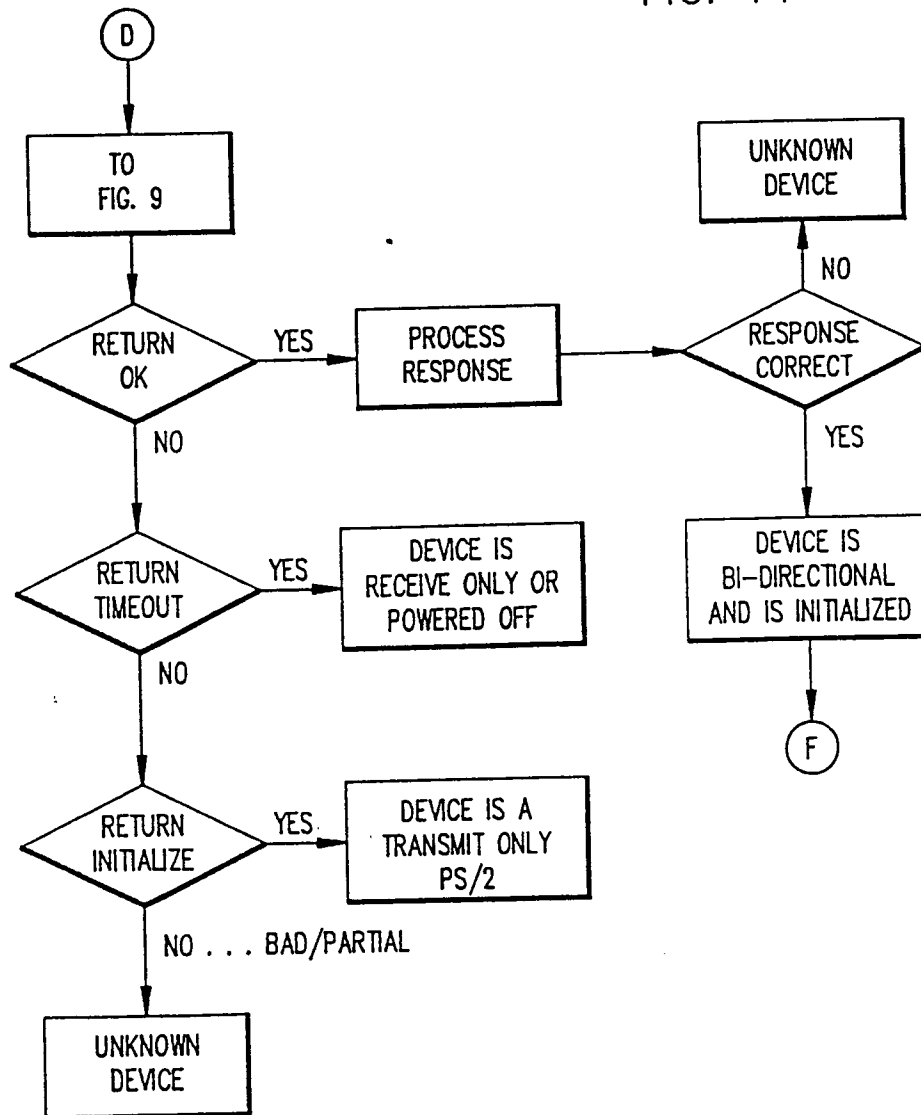 D
TO
FIG. 9
RETURN
OK
YES
PROCESS
RESPONSE
RESPONSE
CORRECT
NO
UNKNOWN
DEVICE
YES
DEVICE IS
BI-DIRECTIONAL
AND IS INITIALIZED
F
NO
RETURN
TIMEOUT
YES
DEVICE IS
RECEIVE ONLY OR
POWERED OFF
NO
RETURN
INITIALIZE
YES
DEVICE IS A
TRANSMIT ONLY
PS/2
NO . . . BAD/PARTIAL
UNKNOWN
DEVICE